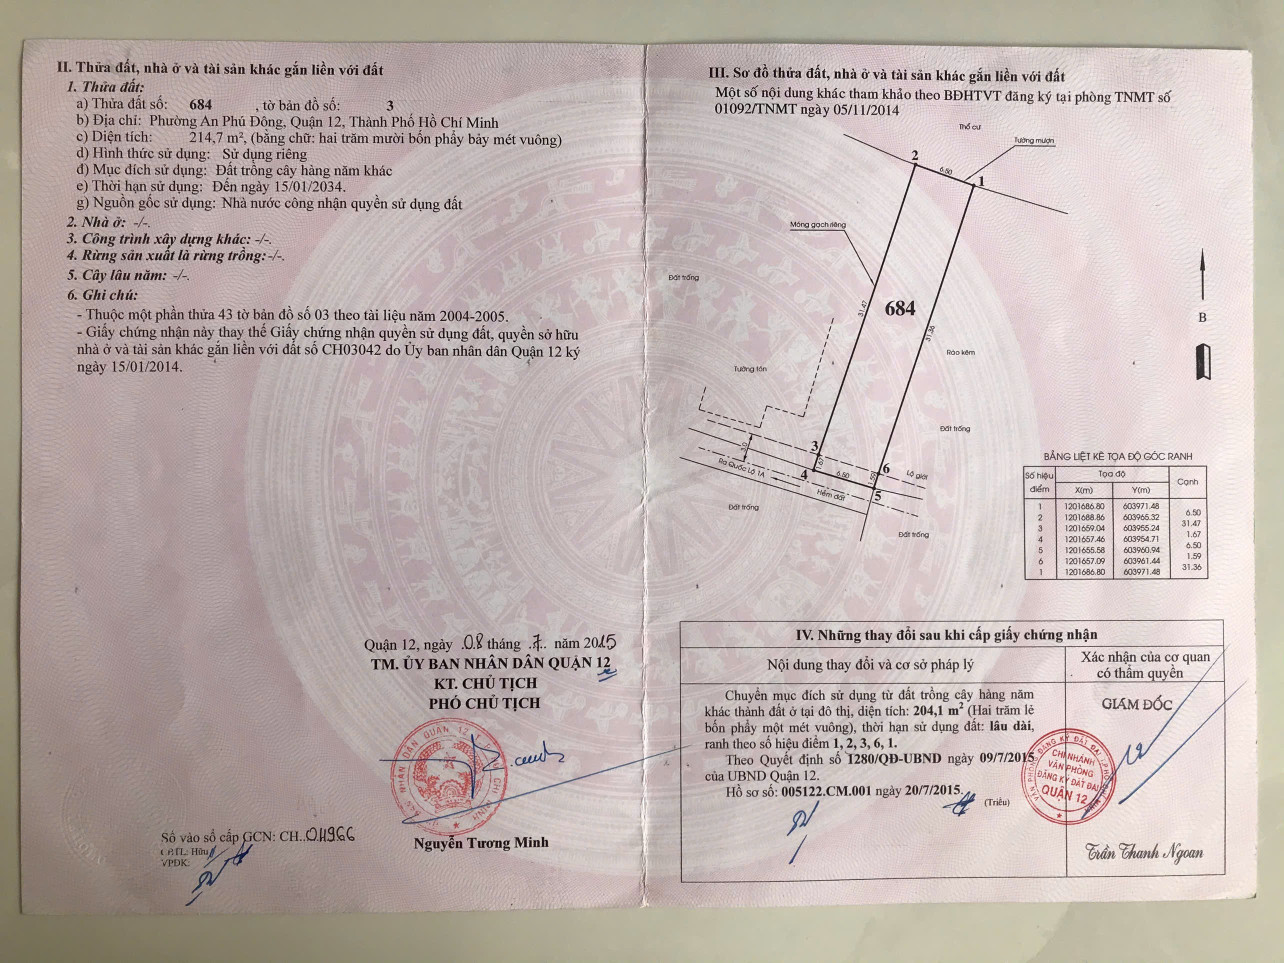 II. Thửa đất, nhà ở và tài sản khác gắn liền với đất
1. Thửa đất:
a) Thửa đất số: 684 , tờ bản đồ số: 3
b) Địa chỉ: Phường An Phú Đông, Quận 12, Thành Phố Hồ Chí Minh
c) Diện tích: 214,7 m², (bằng chữ: hai trăm mười bốn phẩy bảy mét vuông)
d) Hình thức sử dụng: Sử dụng riêng
đ) Mục đích sử dụng: Đất trồng cây hàng năm khác
e) Thời hạn sử dụng: Đến ngày 15/01/2034.
g) Nguồn gốc sử dụng: Nhà nước công nhận quyền sử dụng đất
2. Nhà ở: -/-.
3. Công trình xây dựng khác: -/-.
4. Rừng sản xuất là rừng trồng:-/-.
5. Cây lâu năm: -/-.
6. Ghi chú:
- Thuộc một phần thửa 43 tờ bản đồ số 03 theo tài liệu năm 2004-2005.
- Giấy chứng nhận này thay thế Giấy chứng nhận quyền sử dụng đất, quyền sở hữu
nhà ở và tài sản khác gắn liền với đất số CH03042 do Ủy ban nhân dân Quận 12 ký
ngày 15/01/2014.
Quận 12, ngày .08 tháng .7. năm 2015
TM. ỦY BAN NHÂN DÂN QUẬN 12
KT. CHỦ TỊCH
PHÓ CHỦ TỊCH
Nguyễn Tương Minh
Số vào sổ cấp GCN: CH..04966
VPĐK:
III. Sơ đồ thửa đất, nhà ở và tài sản khác gắn liền với đất
Một số nội dung khác tham khảo theo BĐHTVT đăng ký tại phòng TNMT số
01092/TNMT ngày 05/11/2014
Thổ cư
Tường mượn
2
6.50
1
Móng gạch riêng
Đất trống
684
31.47
31.36
B
Rào kẽm
Tường tôn
Đất trống
3
3.0
1.67
Ra Quốc Lộ 1A
4
6.50
1.59
6
Lộ giới
5
Hẻm đất
Đất trống
Đất trống
BẢNG LIỆT KÊ TỌA ĐỘ GÓC RANH
Số hiệu điểm Tọa độ Cạnh
X(m) Y(m)
1 1201686.80 603971.48
6.50
2 1201688.86 603965.32
31.47
3 1201659.04 603955.24
1.67
4 1201657.46 603954.71
6.50
5 1201655.58 603960.94
1.59
6 1201657.09 603961.44
31.36
1 1201686.80 603971.48
IV. Những thay đổi sau khi cấp giấy chứng nhận
Nội dung thay đổi và cơ sở pháp lý
Xác nhận của cơ quan
có thẩm quyền
Chuyển mục đích sử dụng từ đất trồng cây hàng năm
khác thành đất ở tại đô thị, diện tích: 204,1 m² (Hai trăm lẻ
bốn phẩy một mét vuông), thời hạn sử dụng đất: lâu dài,
ranh theo số hiệu điểm 1, 2, 3, 6, 1.
Theo Quyết định số 1280/QĐ-UBND ngày 09/7/2015
của UBND Quận 12.
Hồ sơ số: 005122.CM.001 ngày 20/7/2015.
(Triều)
GIÁM ĐỐC
CHI NHÁNH
VĂN PHÒNG
ĐĂNG KÝ ĐẤT ĐAI
QUẬN 12
Trần Thanh Ngoan